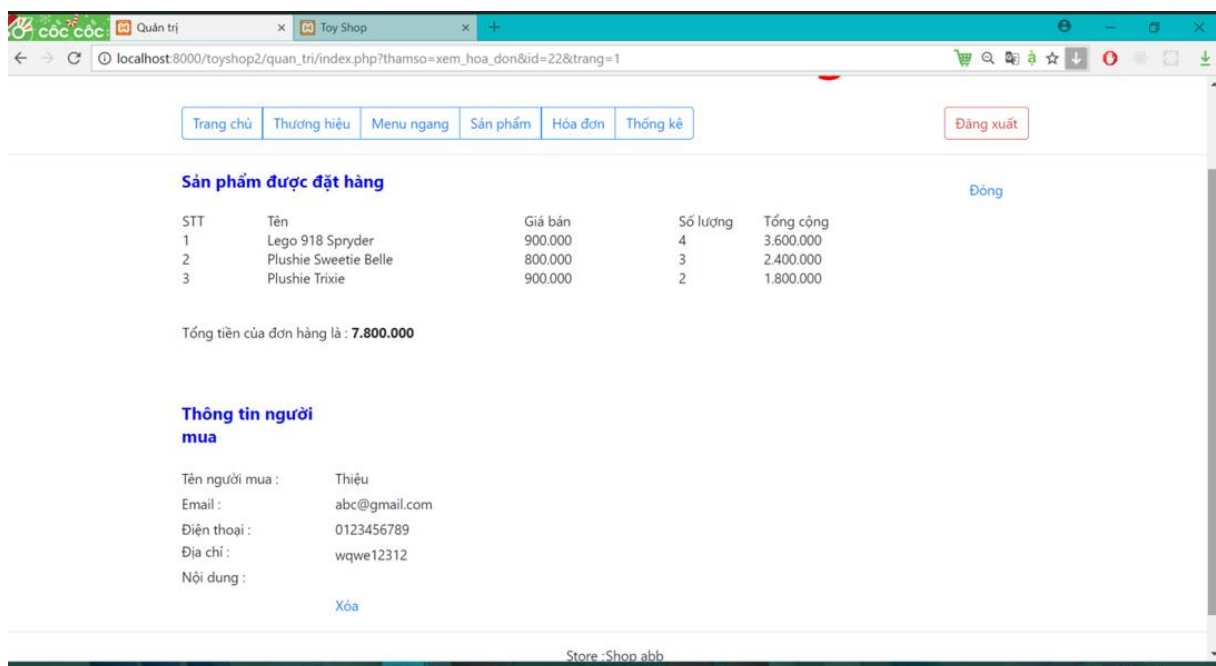 cốc cốc
Quản trị
Toy Shop
localhost:8000/toyshop2/quan_tri/index.php?thamso=xem_hoa_don&id=22&trang=1
Trang chủ Thương hiệu Menu ngang Sản phẩm Hóa đơn Thống kê
Đăng xuất
Sản phẩm được đặt hàng
Đóng
STT Tên Giá bán Số lượng Tổng cộng
1 Lego 918 Spryder 900.000 4 3.600.000
2 Plushie Sweetie Belle 800.000 3 2.400.000
3 Plushie Trixie 900.000 2 1.800.000
Tổng tiền của đơn hàng là : 7.800.000
Thông tin người
mua
Tên người mua : Thiệu
Email : abc@gmail.com
Điện thoại : 0123456789
Địa chỉ : wqwe12312
Nội dung :
Xóa
Store :Shop abb